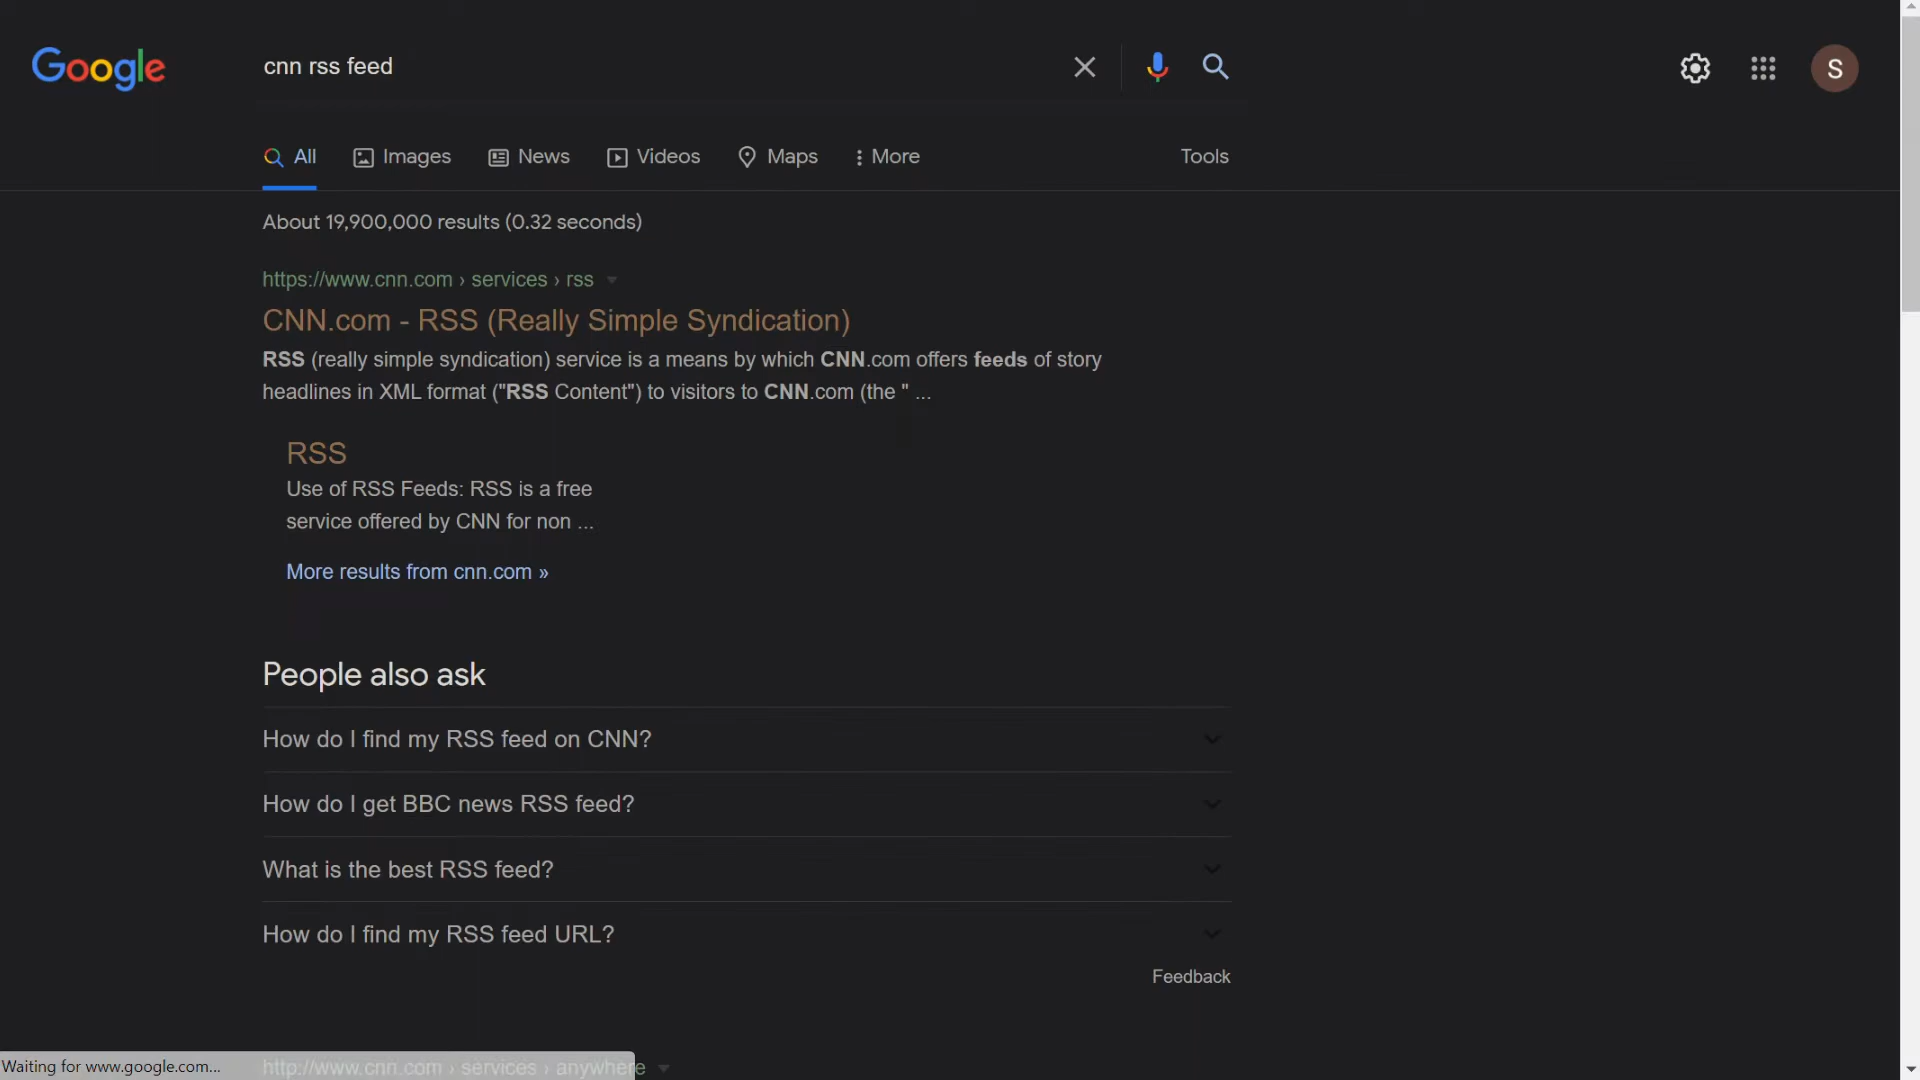 Google
cnn rss feed
S
All Images News Videos Maps More Tools
About 19,900,000 results (0.32 seconds)
https://www.cnn.com › services › rss
CNN.com - RSS (Really Simple Syndication)
RSS (really simple syndication) service is a means by which CNN.com offers feeds of story
headlines in XML format ("RSS Content") to visitors to CNN.com (the " ...
RSS
Use of RSS Feeds: RSS is a free
service offered by CNN for non ...
More results from cnn.com »
People also ask
How do I find my RSS feed on CNN?
How do I get BBC news RSS feed?
What is the best RSS feed?
How do I find my RSS feed URL?
Feedback
Waiting for www.google.com...
http://www.cnn.com › services › anywhere